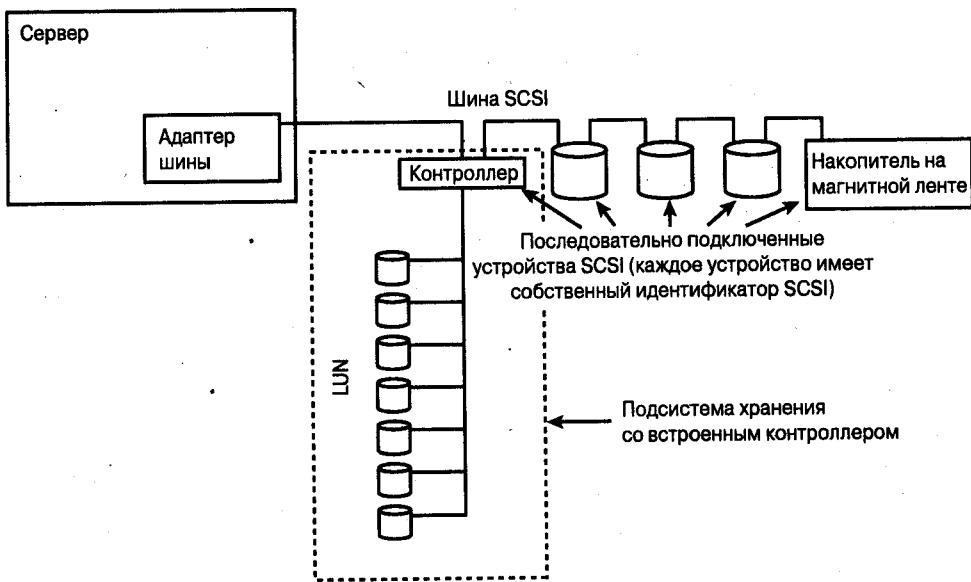 Сервер
Адаптер
шины
Шина SCSI
Контроллер
Накопитель на
магнитной ленте
Последовательно подключенные
устройства SCSI (каждое устройство имеет
собственный идентификатор SCSI)
LUN
Подсистема хранения
со встроенным контроллером